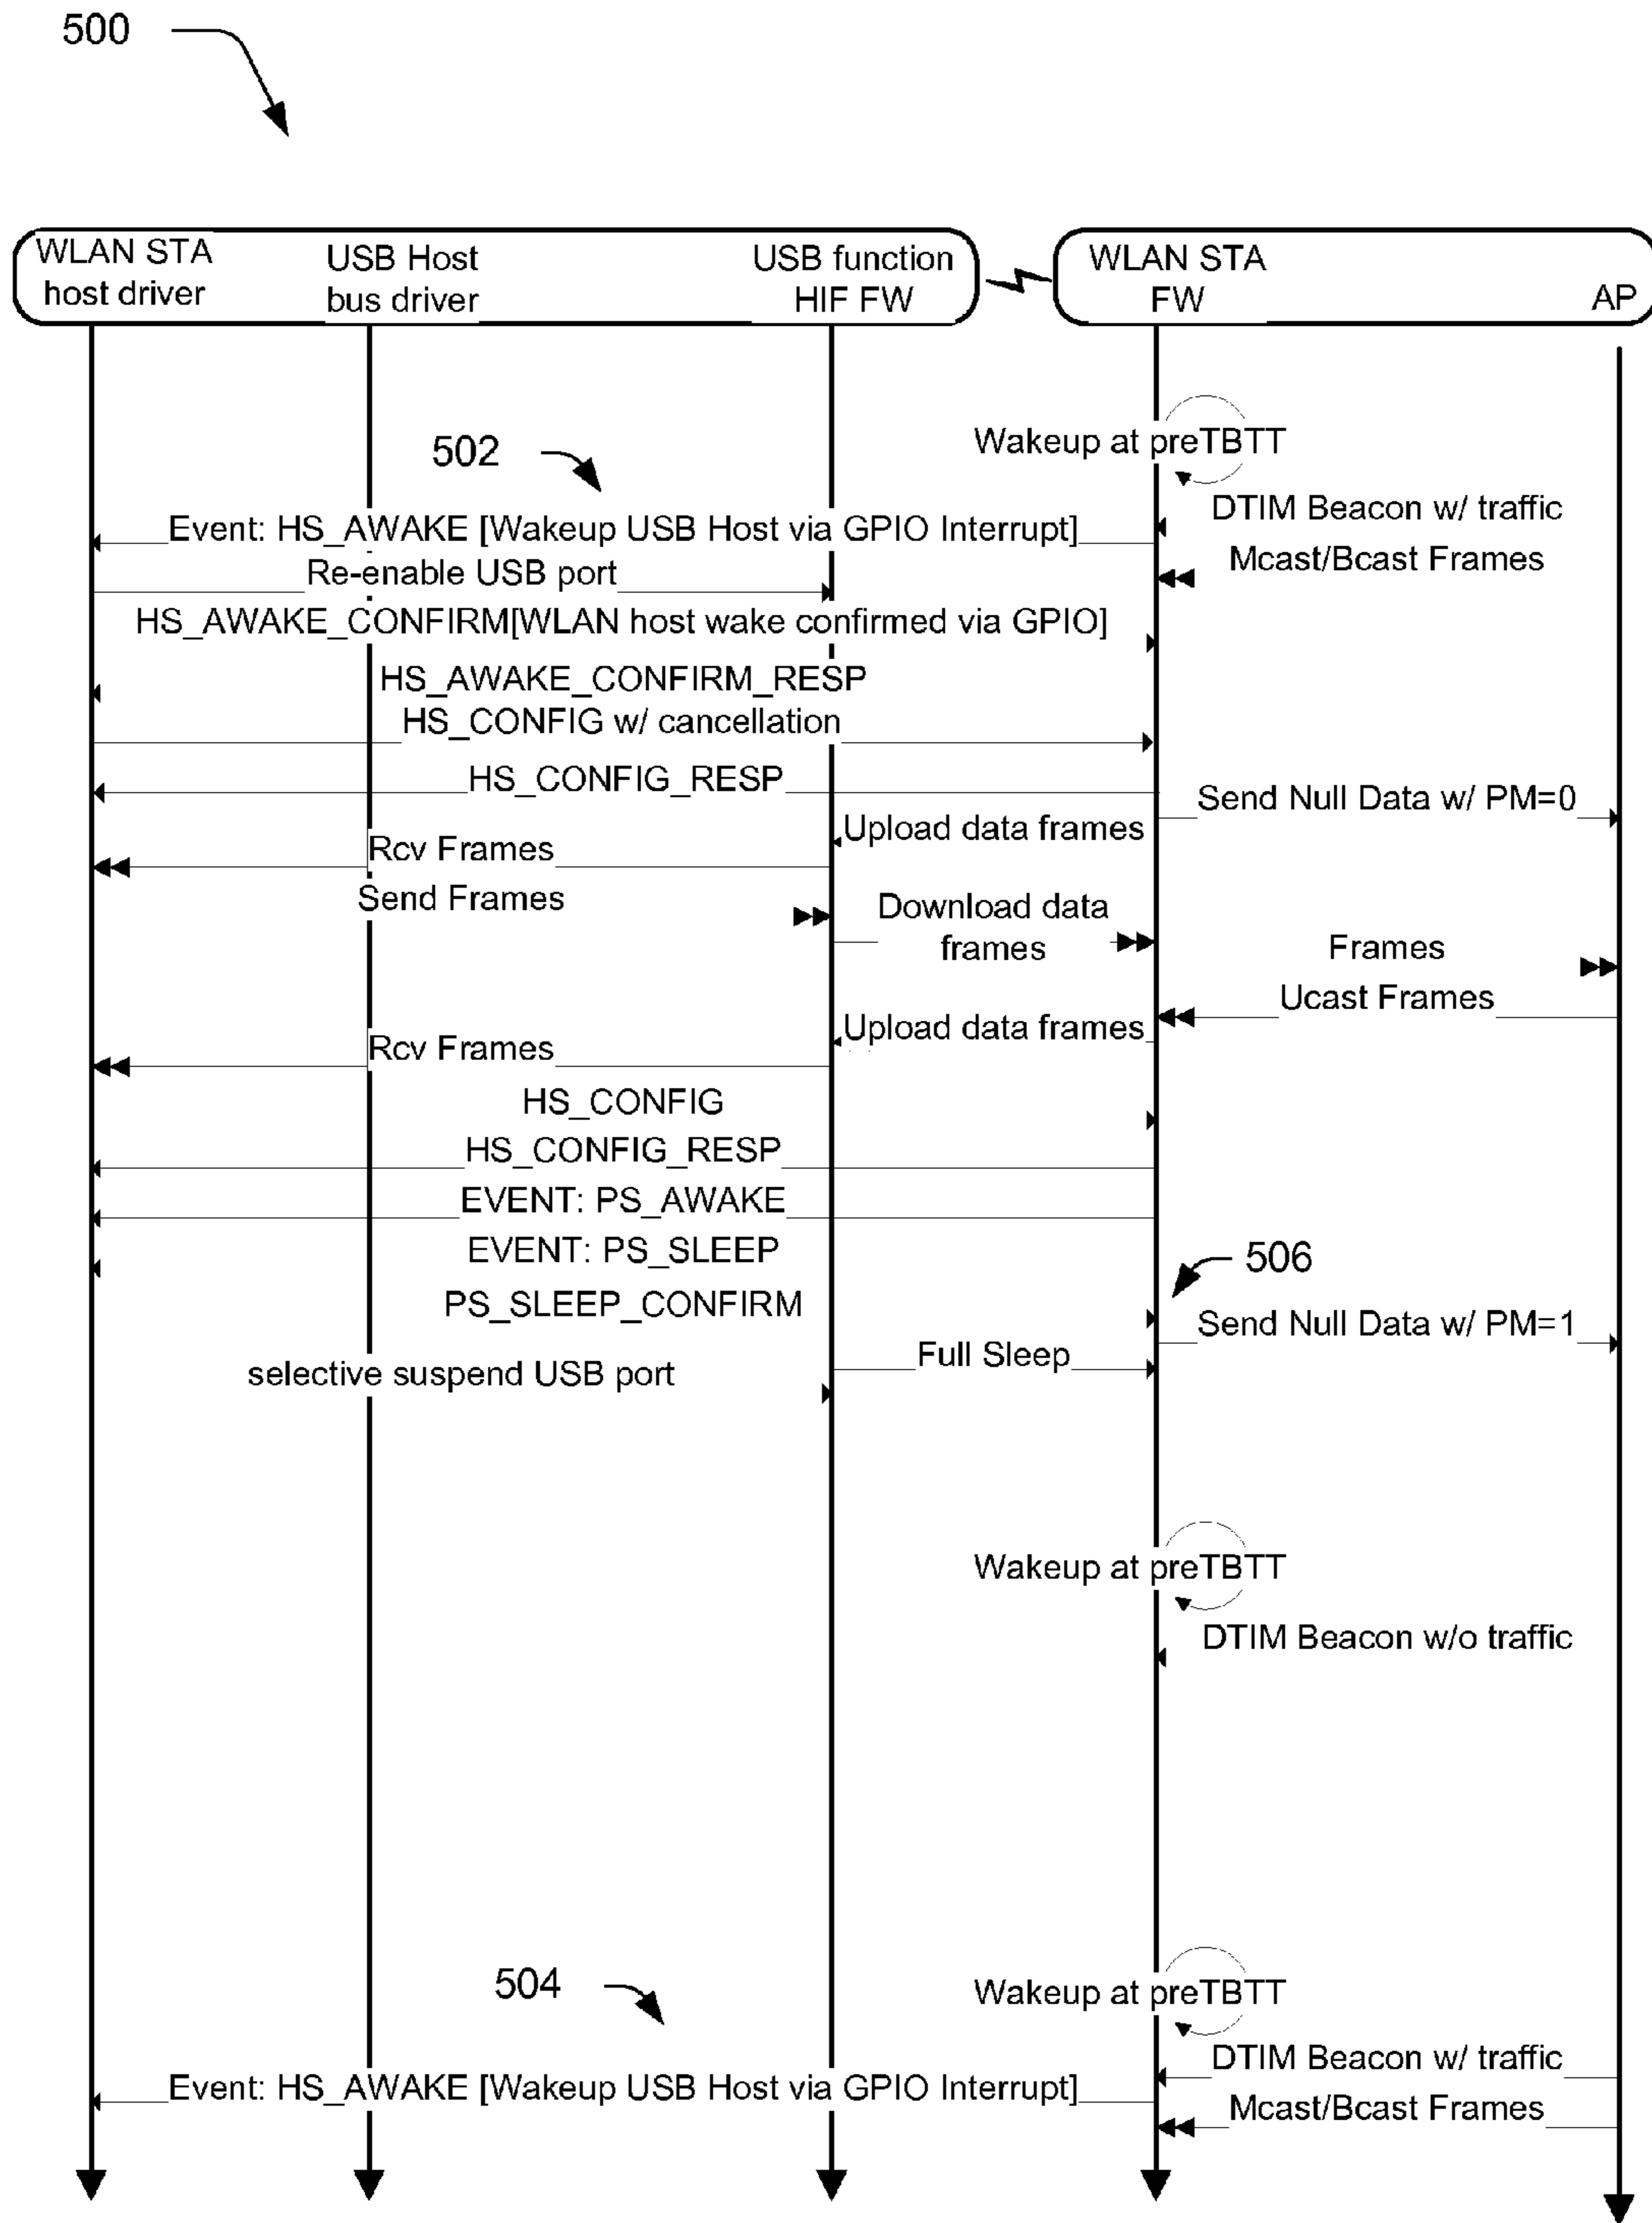 500
WLAN STA
host driver
USB Host
bus driver
USB function
HIF FW
WLAN STA
FW
AP
Wakeup at preTBTT
502
DTIM Beacon w/ traffic
Event: HS_AWAKE [Wakeup USB Host via GPIO Interrupt]
Mcast/Bcast Frames
Re-enable USB port
HS_AWAKE_CONFIRM[WLAN host wake confirmed via GPIO]
HS_AWAKE_CONFIRM_RESP
HS_CONFIG w/ cancellation
HS_CONFIG_RESP
Send Null Data w/ PM=0
Upload data frames
Rcv Frames
Send Frames
Download data
frames
Frames
Ucast Frames
Upload data frames
Rcv Frames
HS_CONFIG
HS_CONFIG_RESP
EVENT: PS_AWAKE
EVENT: PS_SLEEP
506
PS_SLEEP_CONFIRM
Send Null Data w/ PM=1
Full Sleep
selective suspend USB port
Wakeup at preTBTT
DTIM Beacon w/o traffic
504
Wakeup at preTBTT
DTIM Beacon w/ traffic
Event: HS_AWAKE [Wakeup USB Host via GPIO Interrupt]
Mcast/Bcast Frames